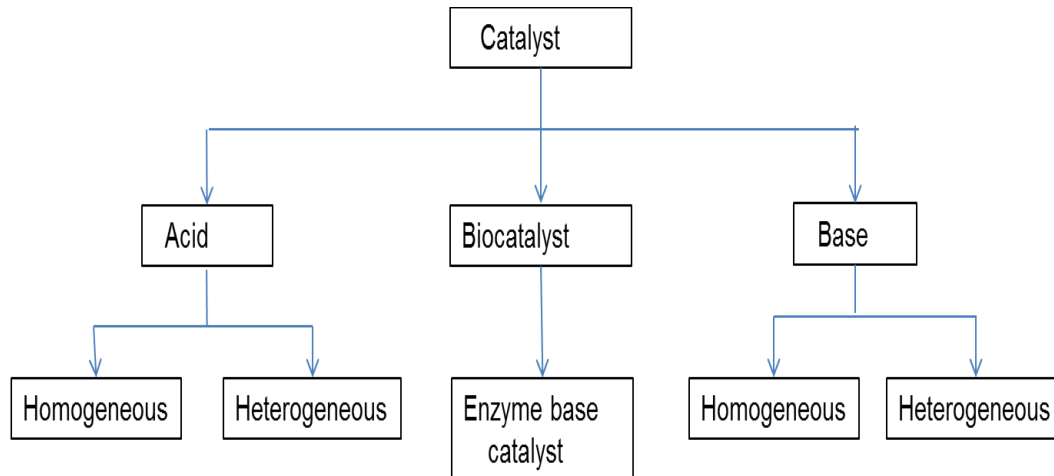 Catalyst
Acid
Biocatalyst
Base
Homogeneous
Heterogeneous
Enzyme base
catalyst
Homogeneous
Heterogeneous